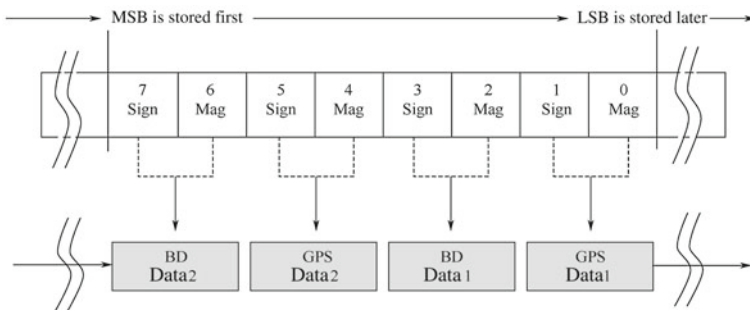 MSB is stored first LSB is stored later
7 6 5 4 3 2 1 0
Sign Mag Sign Mag Sign Mag Sign Mag
BD GPS BD GPS
Data2 Data2 Data1 Data1